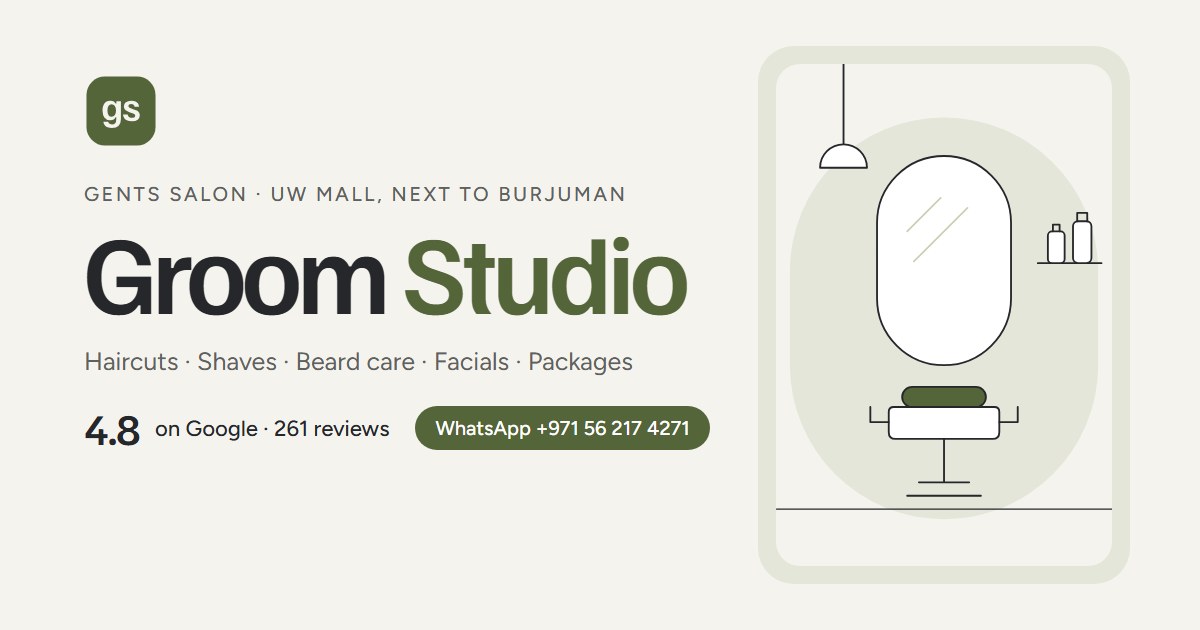 gs
GENTS SALON · UW MALL, NEXT TO BURJUMAN
Groom Studio
Haircuts · Shaves · Beard care · Facials · Packages
4.8 on Google · 261 reviews
WhatsApp +971 56 217 4271